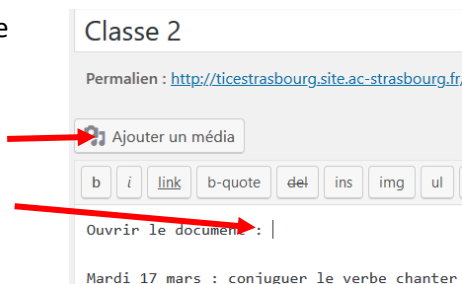 e
Classe 2
Permalien : http://ticestrasbourg.site.ac-strasbourg.fr/
Ajouter un média
b i link b-quote del ins img ul
Ouvrir le document :
Mardi 17 mars : conjuguer le verbe chanter